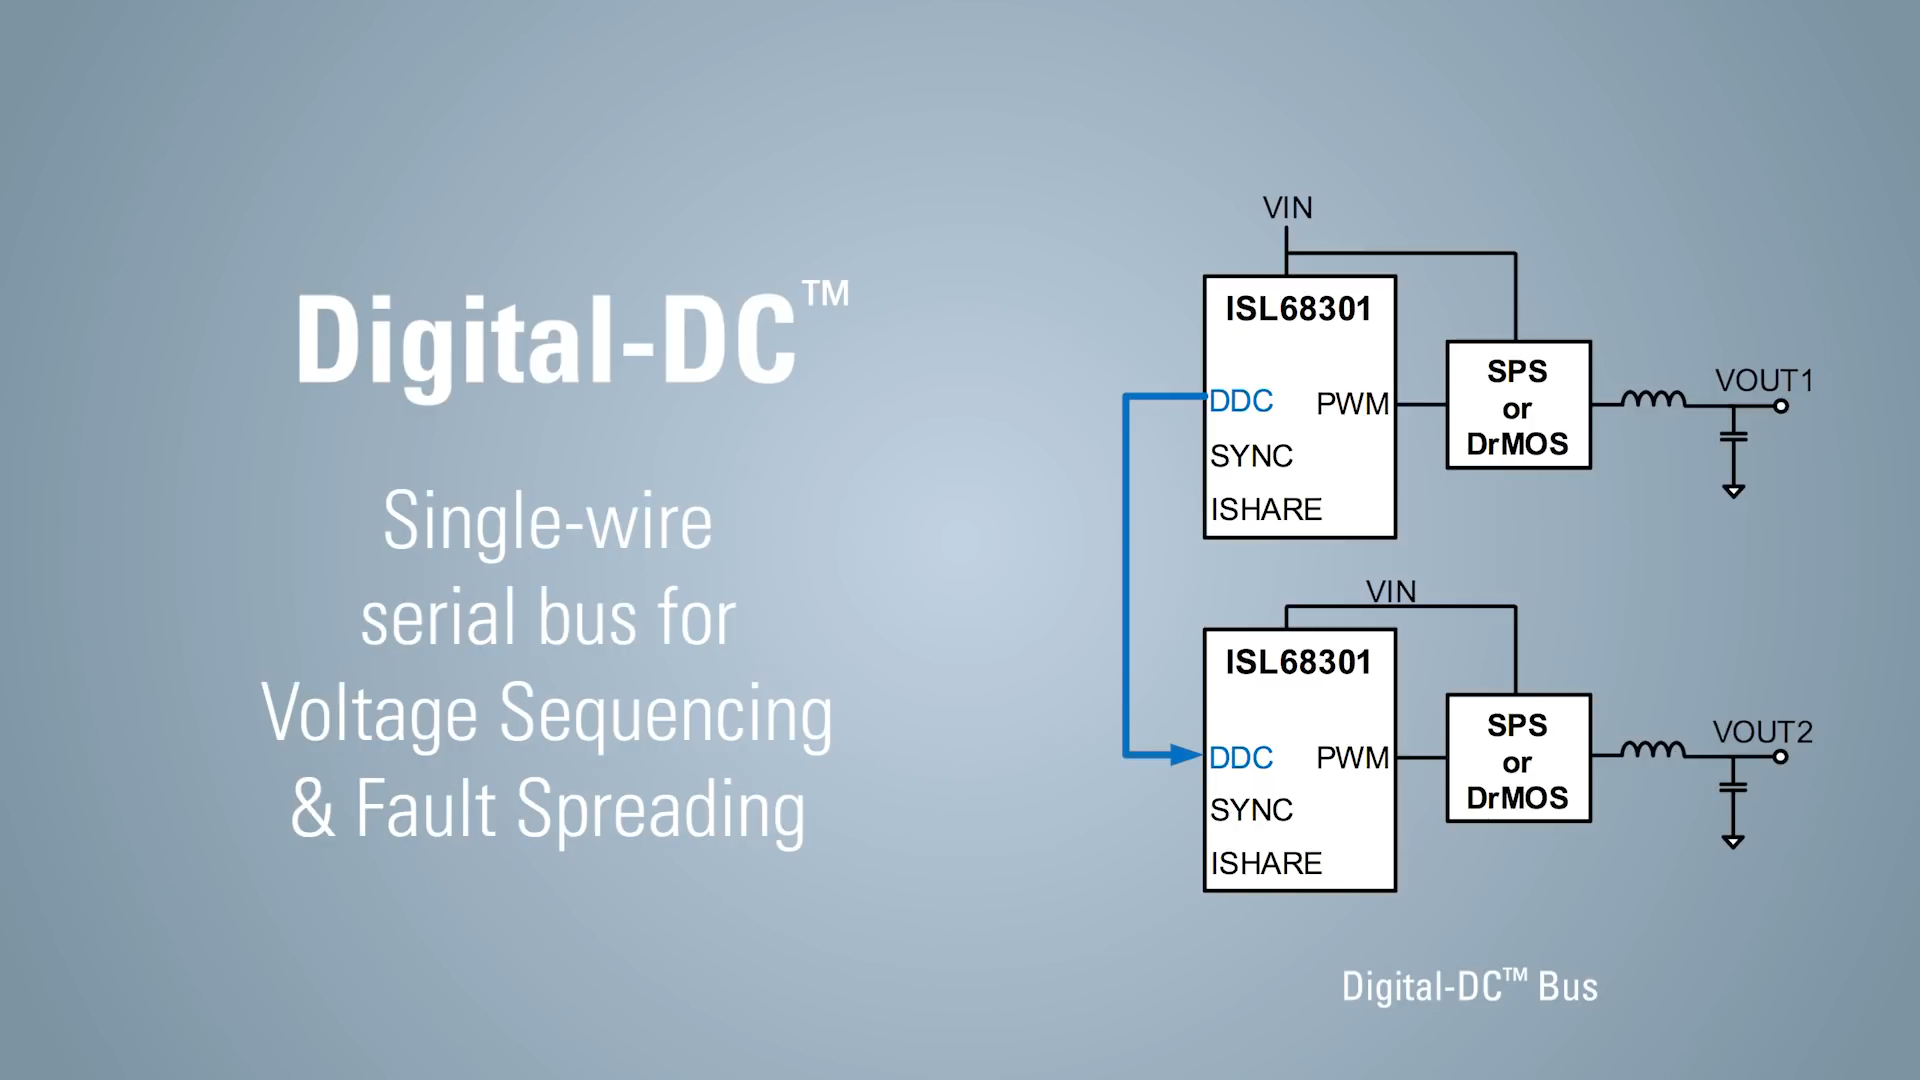 Digital-DC™
Single-wire
serial bus for
Voltage Sequencing
& Fault Spreading
VIN
ISL68301
DDC
PWM
SYNC
ISHARE
SPS
or
DrMOS
VOUT1
VIN
ISL68301
DDC
PWM
SYNC
ISHARE
SPS
or
DrMOS
VOUT2
Digital-DC™ Bus